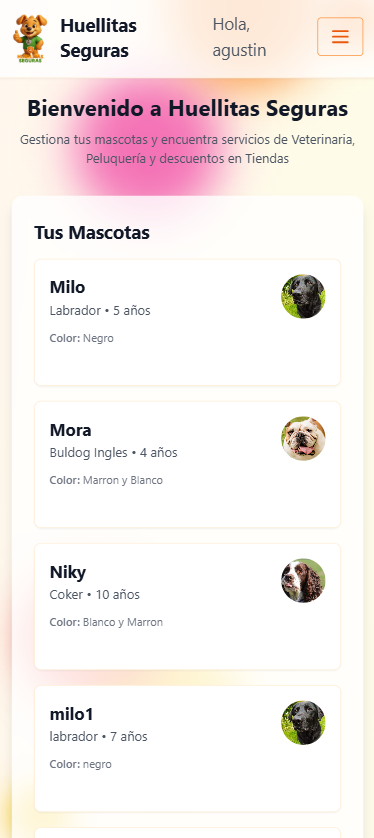 SEGURAS
Huellitas
Seguras
Hola,
agustin
Bienvenido a Huellitas Seguras
Gestiona tus mascotas y encuentra servicios de Veterinaria,
Peluquería y descuentos en Tiendas
Tus Mascotas
Milo
Labrador • 5 años
Color: Negro
Mora
Buldog Ingles • 4 años
Color: Marron y Blanco
Niky
Coker • 10 años
Color: Blanco y Marron
milo1
labrador • 7 años
Color: negro